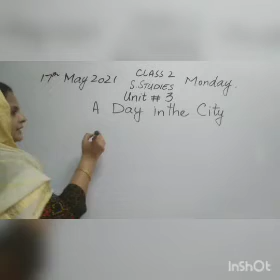 17th May 2021 CLASS 2 Monday.
S.STUDIES
Unit # 3
A Day in the City
InShOt